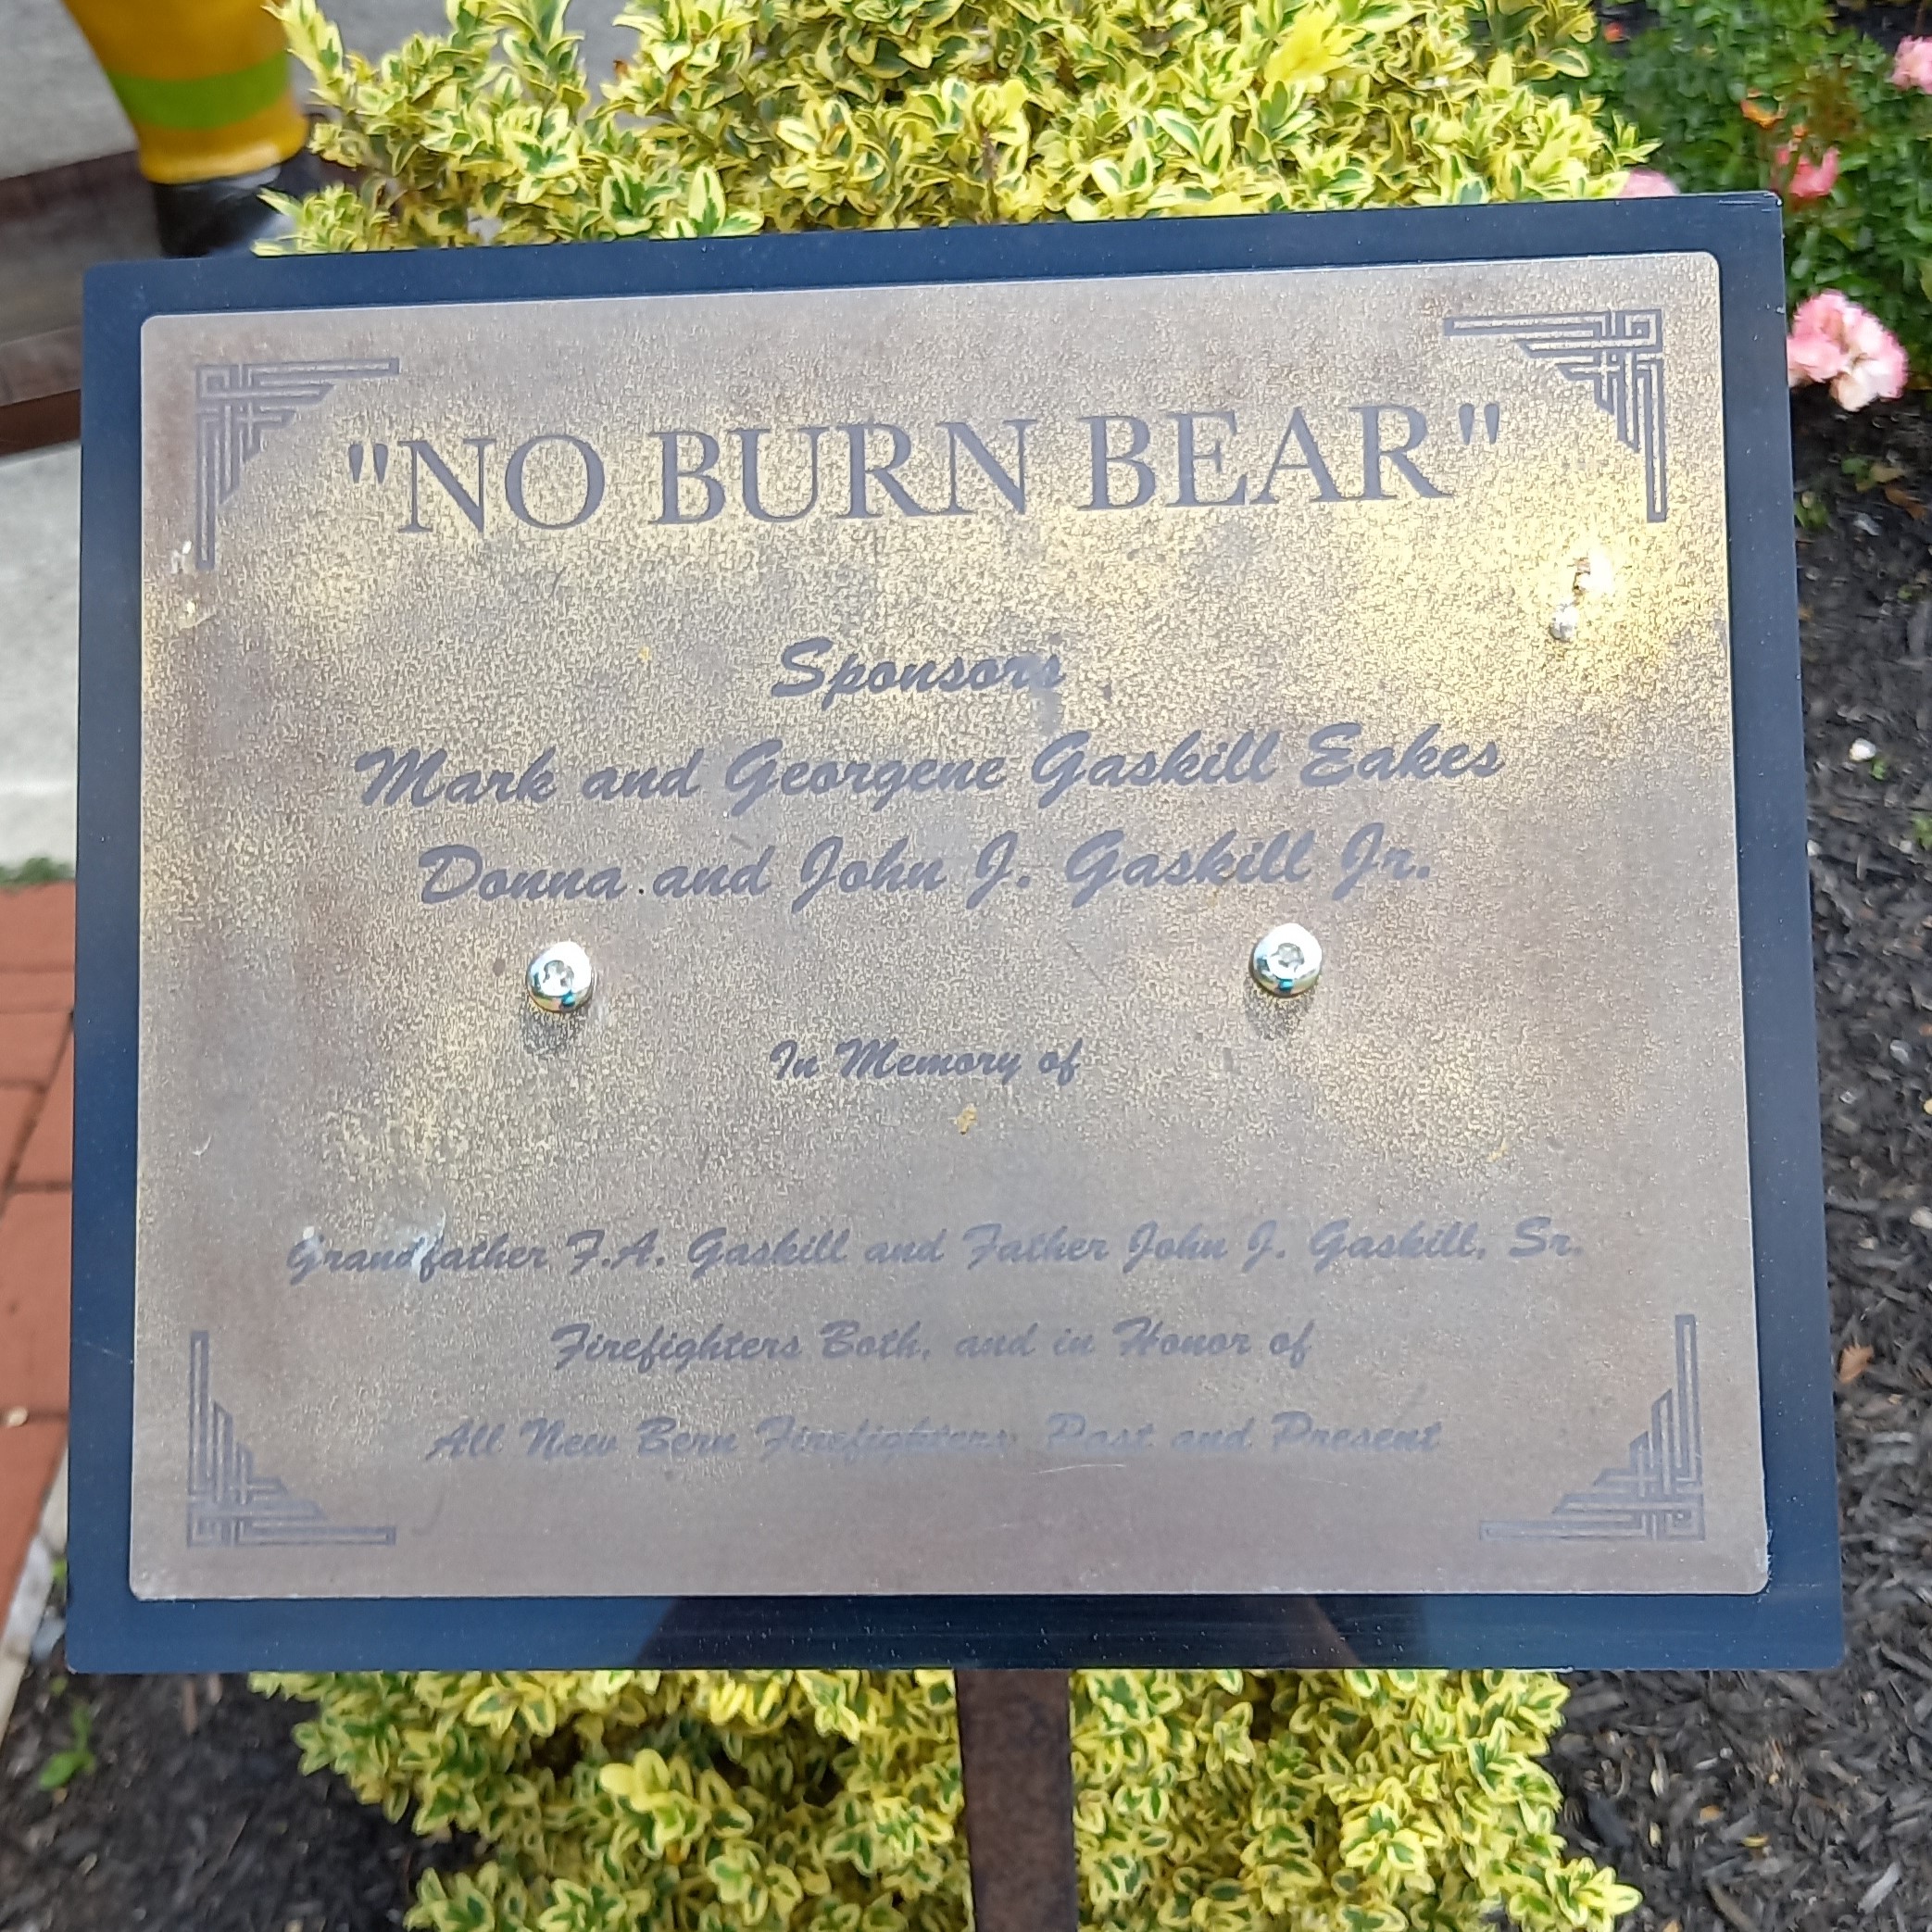 "NO BURN BEAR"
Sponsors
Mark and Georgene Gaskill Eakes
Donna and John J. Gaskill Jr.
In Memory of
Grandfather F.A. Gaskill and Father John J. Gaskill, Sr.
Firefighters Both, and in Honor of
All New Bern Firefighters, Past and Present